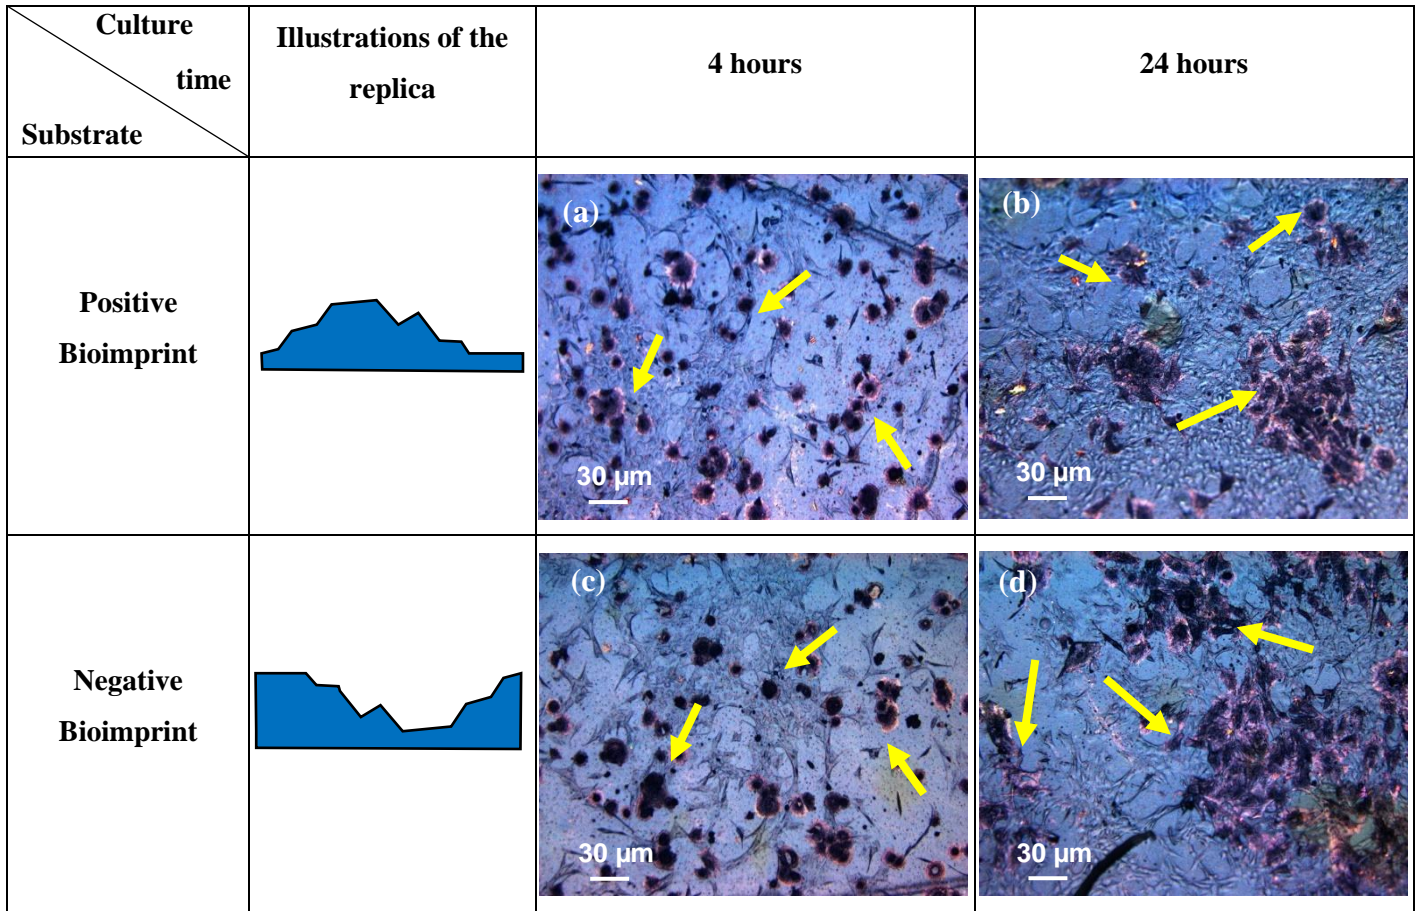 Culture
time
Substrate
Illustrations of the
replica
4 hours
24 hours
Positive
Bioimprint
(a)
30 µm
(b)
30 µm
Negative
Bioimprint
(c)
30 µm
(d)
30 µm